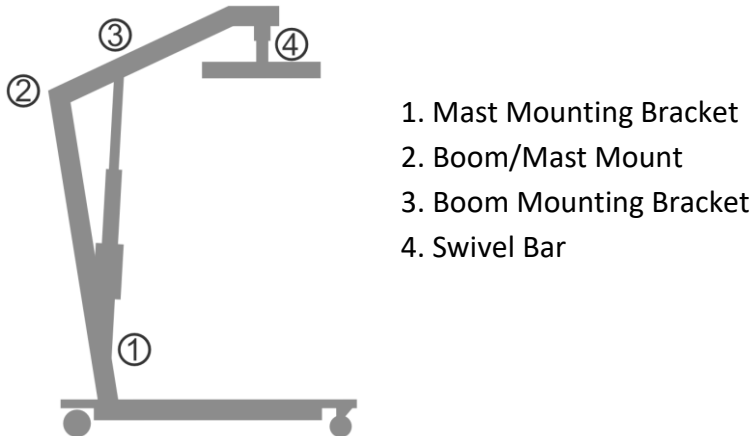 ③
④
②
①
1. Mast Mounting Bracket
2. Boom/Mast Mount
3. Boom Mounting Bracket
4. Swivel Bar